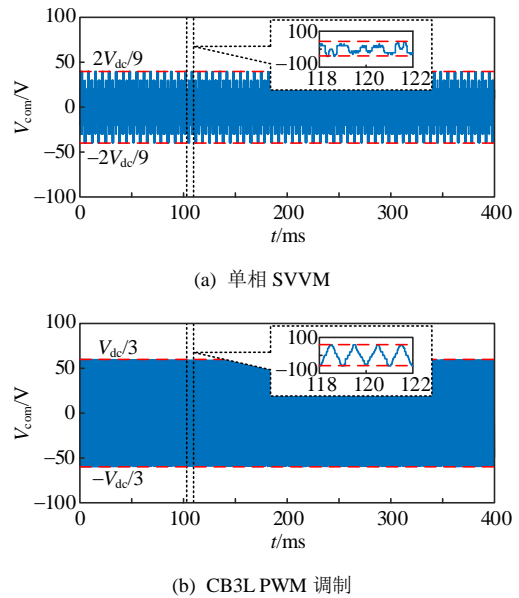 100
50
0
−50
−100
V_com/V
2V_dc/9
−2V_dc/9
100
−100
118 120 122
0 100 200 300 400
t/ms
(a) 单相 SVVM
100
50
0
−50
−100
V_com/V
V_dc/3
−V_dc/3
100
−100
118 120 122
0 100 200 300 400
t/ms
(b) CB3L PWM 调制